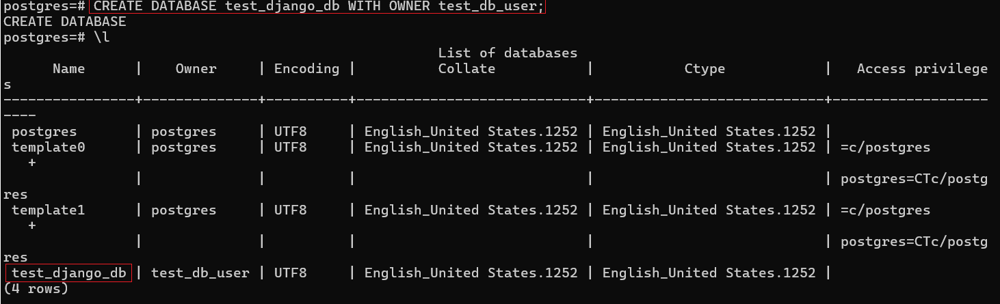 postgres=# CREATE DATABASE test_django_db WITH OWNER test_db_user;
CREATE DATABASE
postgres=# \l
                                                     List of databases
      Name      |    Owner     | Encoding |          Collate           |           Ctype            |   Access privilege
s
----------------+--------------+----------+----------------------------+----------------------------+-------------------
----
 postgres       | postgres     | UTF8     | English_United States.1252 | English_United States.1252 |
 template0      | postgres     | UTF8     | English_United States.1252 | English_United States.1252 | =c/postgres
   +
                |              |          |                            |                            | postgres=CTc/postg
res
 template1      | postgres     | UTF8     | English_United States.1252 | English_United States.1252 | =c/postgres
   +
                |              |          |                            |                            | postgres=CTc/postg
res
 test_django_db | test_db_user | UTF8     | English_United States.1252 | English_United States.1252 |
(4 rows)